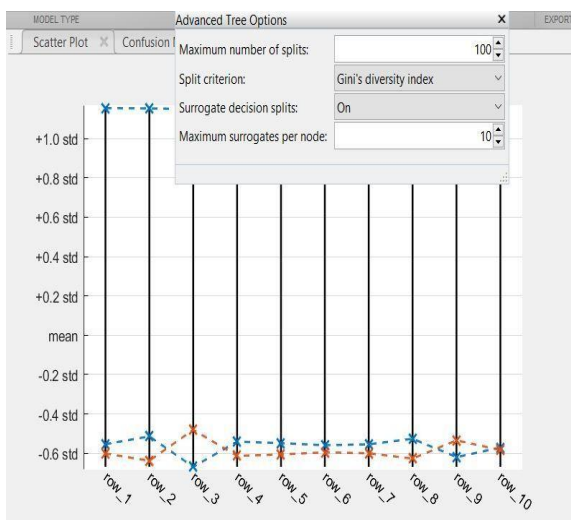 MODEL TYPE
EXPORT
Advanced Tree Options
Scatter Plot
Confusion
Maximum number of splits:
100
Split criterion:
Gini's diversity index
Surrogate decision splits:
On
Maximum surrogates per node:
10
+1.0 std
+0.8 std
+0.6 std
+0.4 std
+0.2 std
mean
-0.2 std
-0.4 std
-0.6 std
row_1
row_2
row_3
row_4
row_5
row_6
row_7
row_8
row_9
row_10